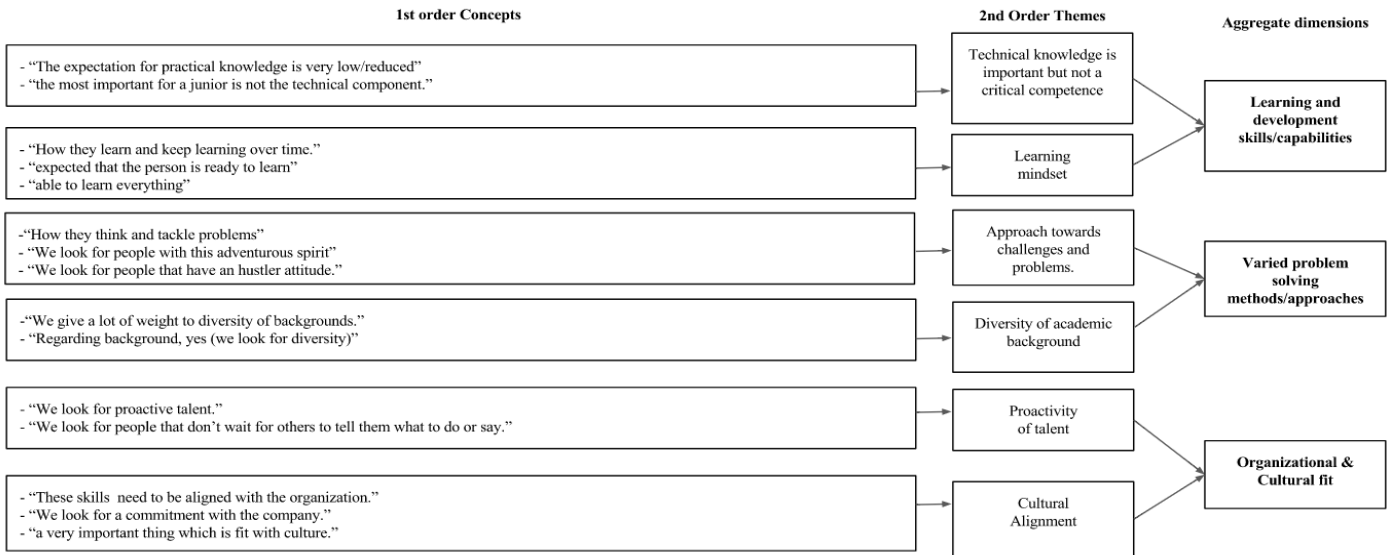 1st order Concepts
2nd Order Themes
Aggregate dimensions
- “The expectation for practical knowledge is very low/reduced”
- “the most important for a junior is not the technical component.”
Technical knowledge is
important but not a
critical competence
Learning and
development
skills/capabilities
- “How they learn and keep learning over time.”
- “expected that the person is ready to learn”
- “able to learn everything”
Learning
mindset
-“How they think and tackle problems”
- “We look for people with this adventurous spirit”
- “We look for people that have an hustler attitude.”
Approach towards
challenges and
problems.
Varied problem
solving
methods/approaches
-“We give a lot of weight to diversity of backgrounds.”
- “Regarding background, yes (we look for diversity)”
Diversity of academic
background
- “We look for proactive talent.”
- “We look for people that don’t wait for others to tell them what to do or say.”
Proactivity
of talent
Organizational &
Cultural fit
- “These skills  need to be aligned with the organization.”
- “We look for a commitment with the company.”
- “a very important thing which is fit with culture.”
Cultural
Alignment